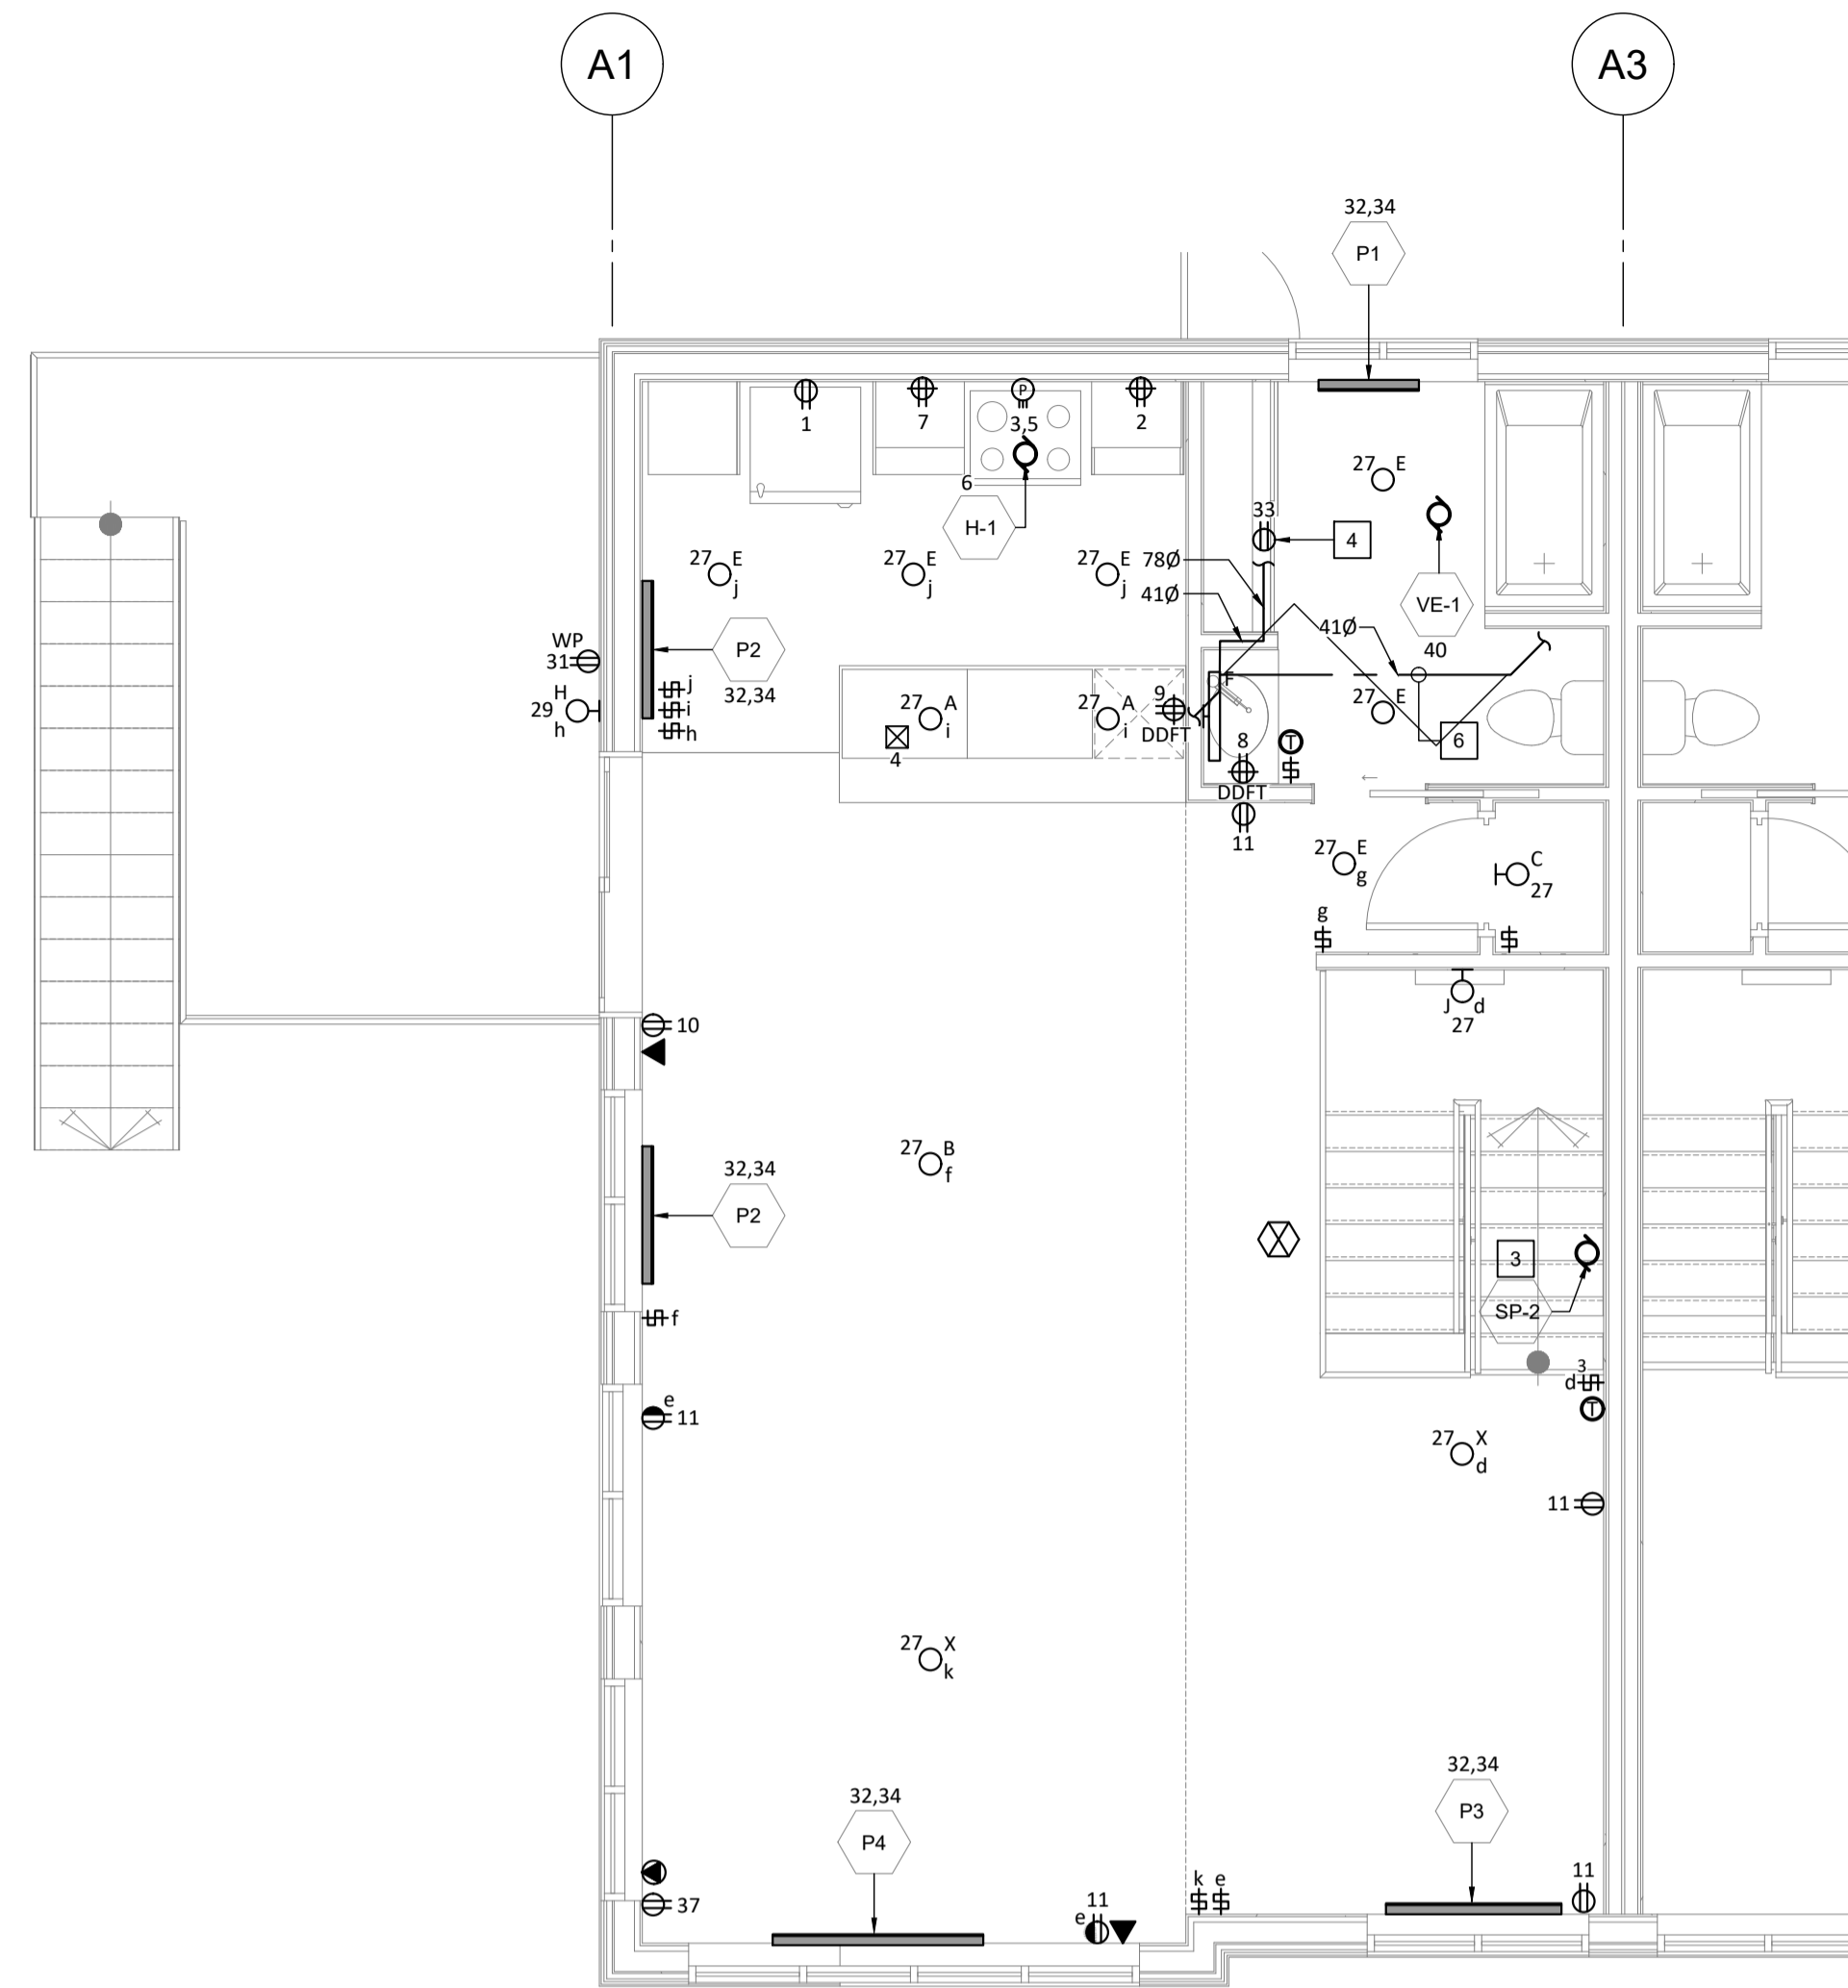 A1
A3
32,34
P1
1
7
P
3,5
2
6
H-1
27 E
33
4
78Ø
41Ø
27 E
j
27 E
j
27 E
j
VE-1
40
41Ø
WP
31
P2
32,34
j
i
h
H
29
h
27 A
i
4
27 A
i
9
DDFT
F
27 E
6
8
T
DDFT
11
27 E
g
C
27
g
J d
27
10
27 B
f
32,34
P2
3
SP-2
f
3
d
T
e
11
27 X
d
11
27 X
k
32,34
P4
32,34
P3
37
11
e
k e
11